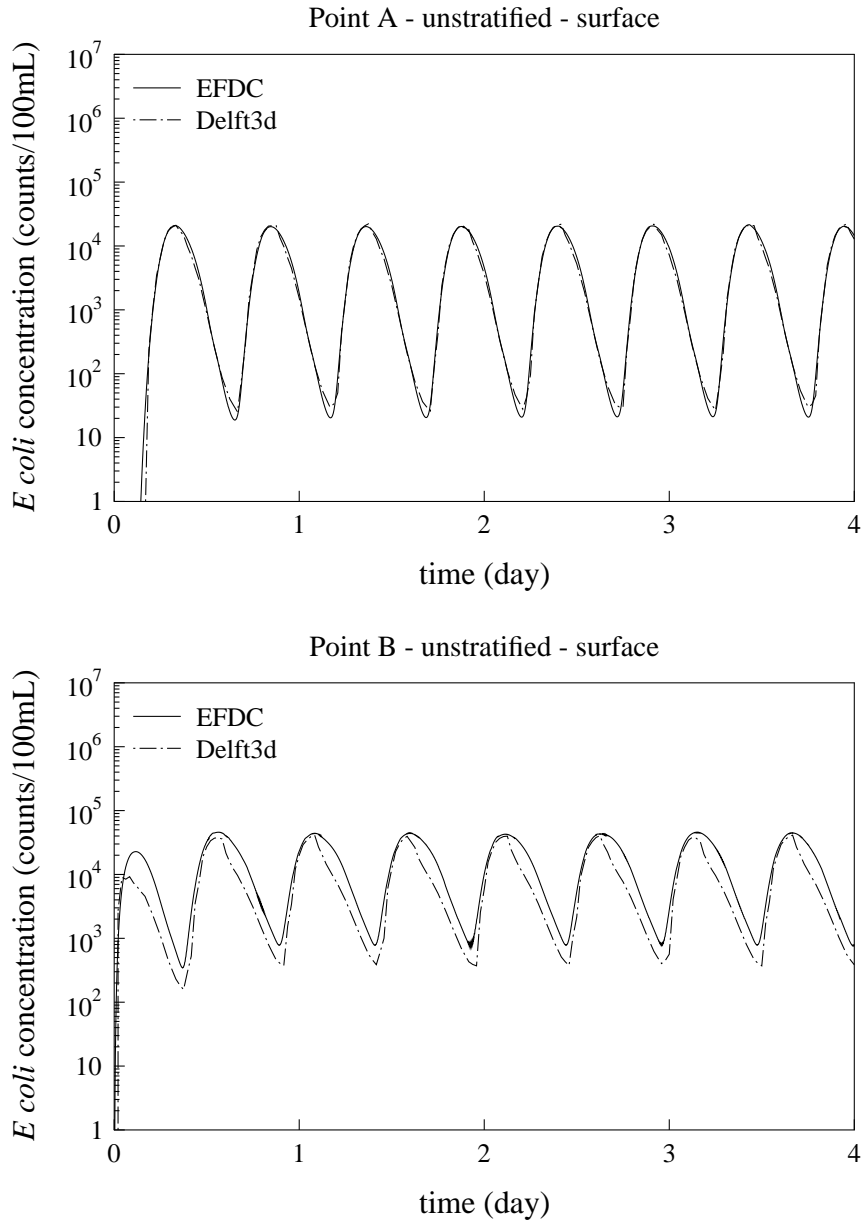 Point A - unstratified - surface
E coli concentration (counts/100mL)
10^7
10^6
10^5
10^4
10^3
10^2
10
1
EFDC
Delft3d
0 1 2 3 4
time (day)
Point B - unstratified - surface
E coli concentration (counts/100mL)
10^7
10^6
10^5
10^4
10^3
10^2
10
1
EFDC
Delft3d
0 1 2 3 4
time (day)